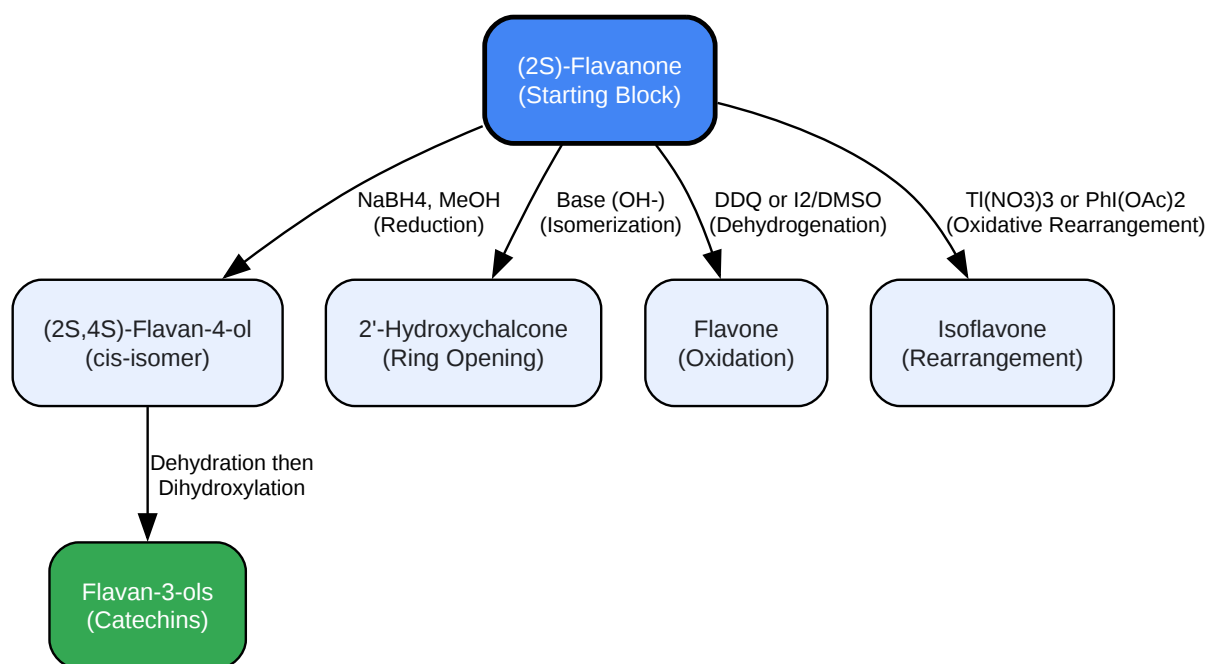 (2S)-Flavanone
(Starting Block)
NaBH4, MeOH
(Reduction)
Base (OH-)
(Isomerization)
DDQ or I2/DMSO
(Dehydrogenation)
Tl(NO3)3 or PhI(OAc)2
(Oxidative Rearrangement)
(2S,4S)-Flavan-4-ol
(cis-isomer)
2'-Hydroxychalcone
(Ring Opening)
Flavone
(Oxidation)
Isoflavone
(Rearrangement)
Dehydration then
Dihydroxylation
Flavan-3-ols
(Catechins)